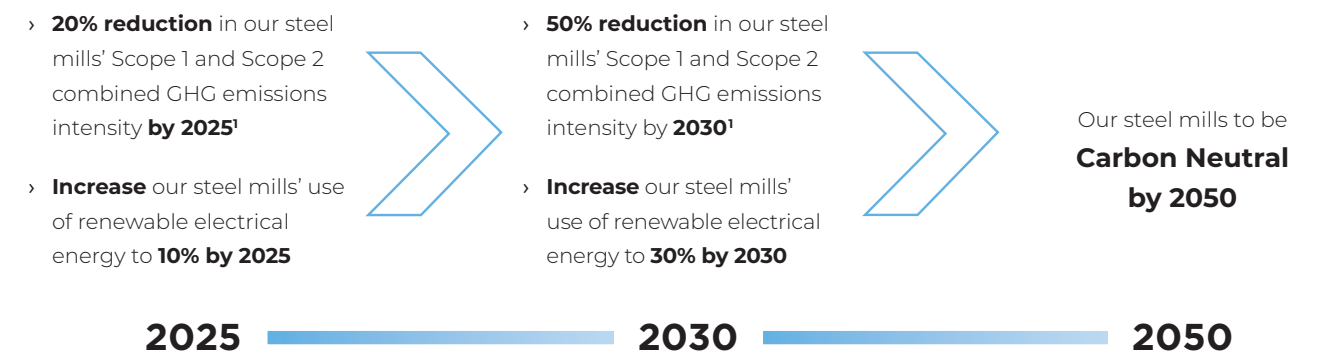 › 20% reduction in our steel
mills’ Scope 1 and Scope 2
combined GHG emissions
intensity by 2025¹
› Increase our steel mills’ use
of renewable electrical
energy to 10% by 2025
› 50% reduction in our steel
mills’ Scope 1 and Scope 2
combined GHG emissions
intensity by 2030¹
› Increase our steel mills’
use of renewable electrical
energy to 30% by 2030
Our steel mills to be
Carbon Neutral
by 2050
2025 2030 2050